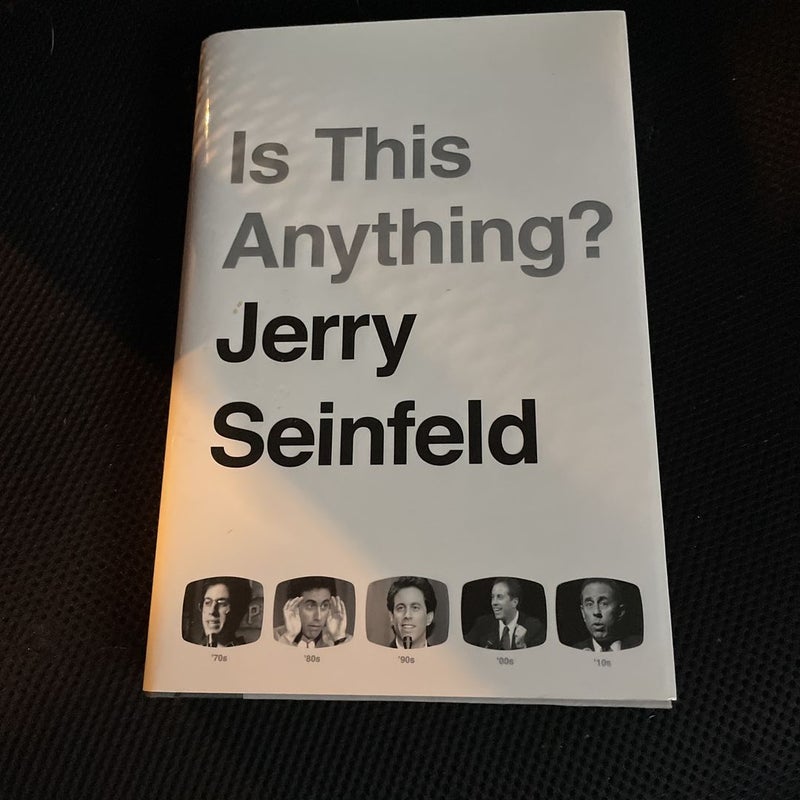 Is This
Anything?
Jerry
Seinfeld
'70s
'80s
'90s
'00s
'10s